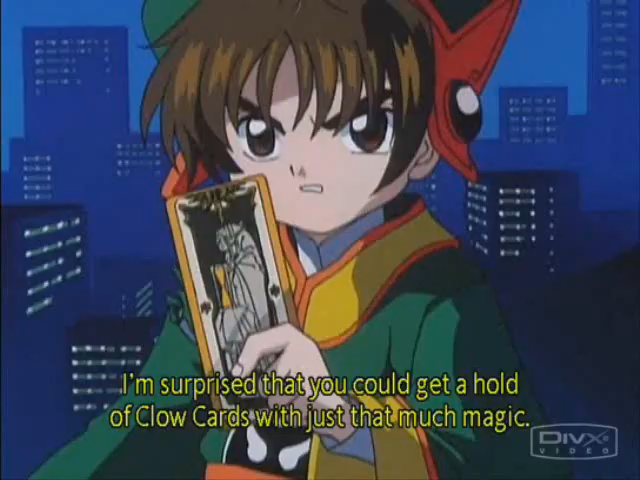 I'm surprised that you could get a hold
of Clow Cards with just that much magic.
DIVX
VIDEO